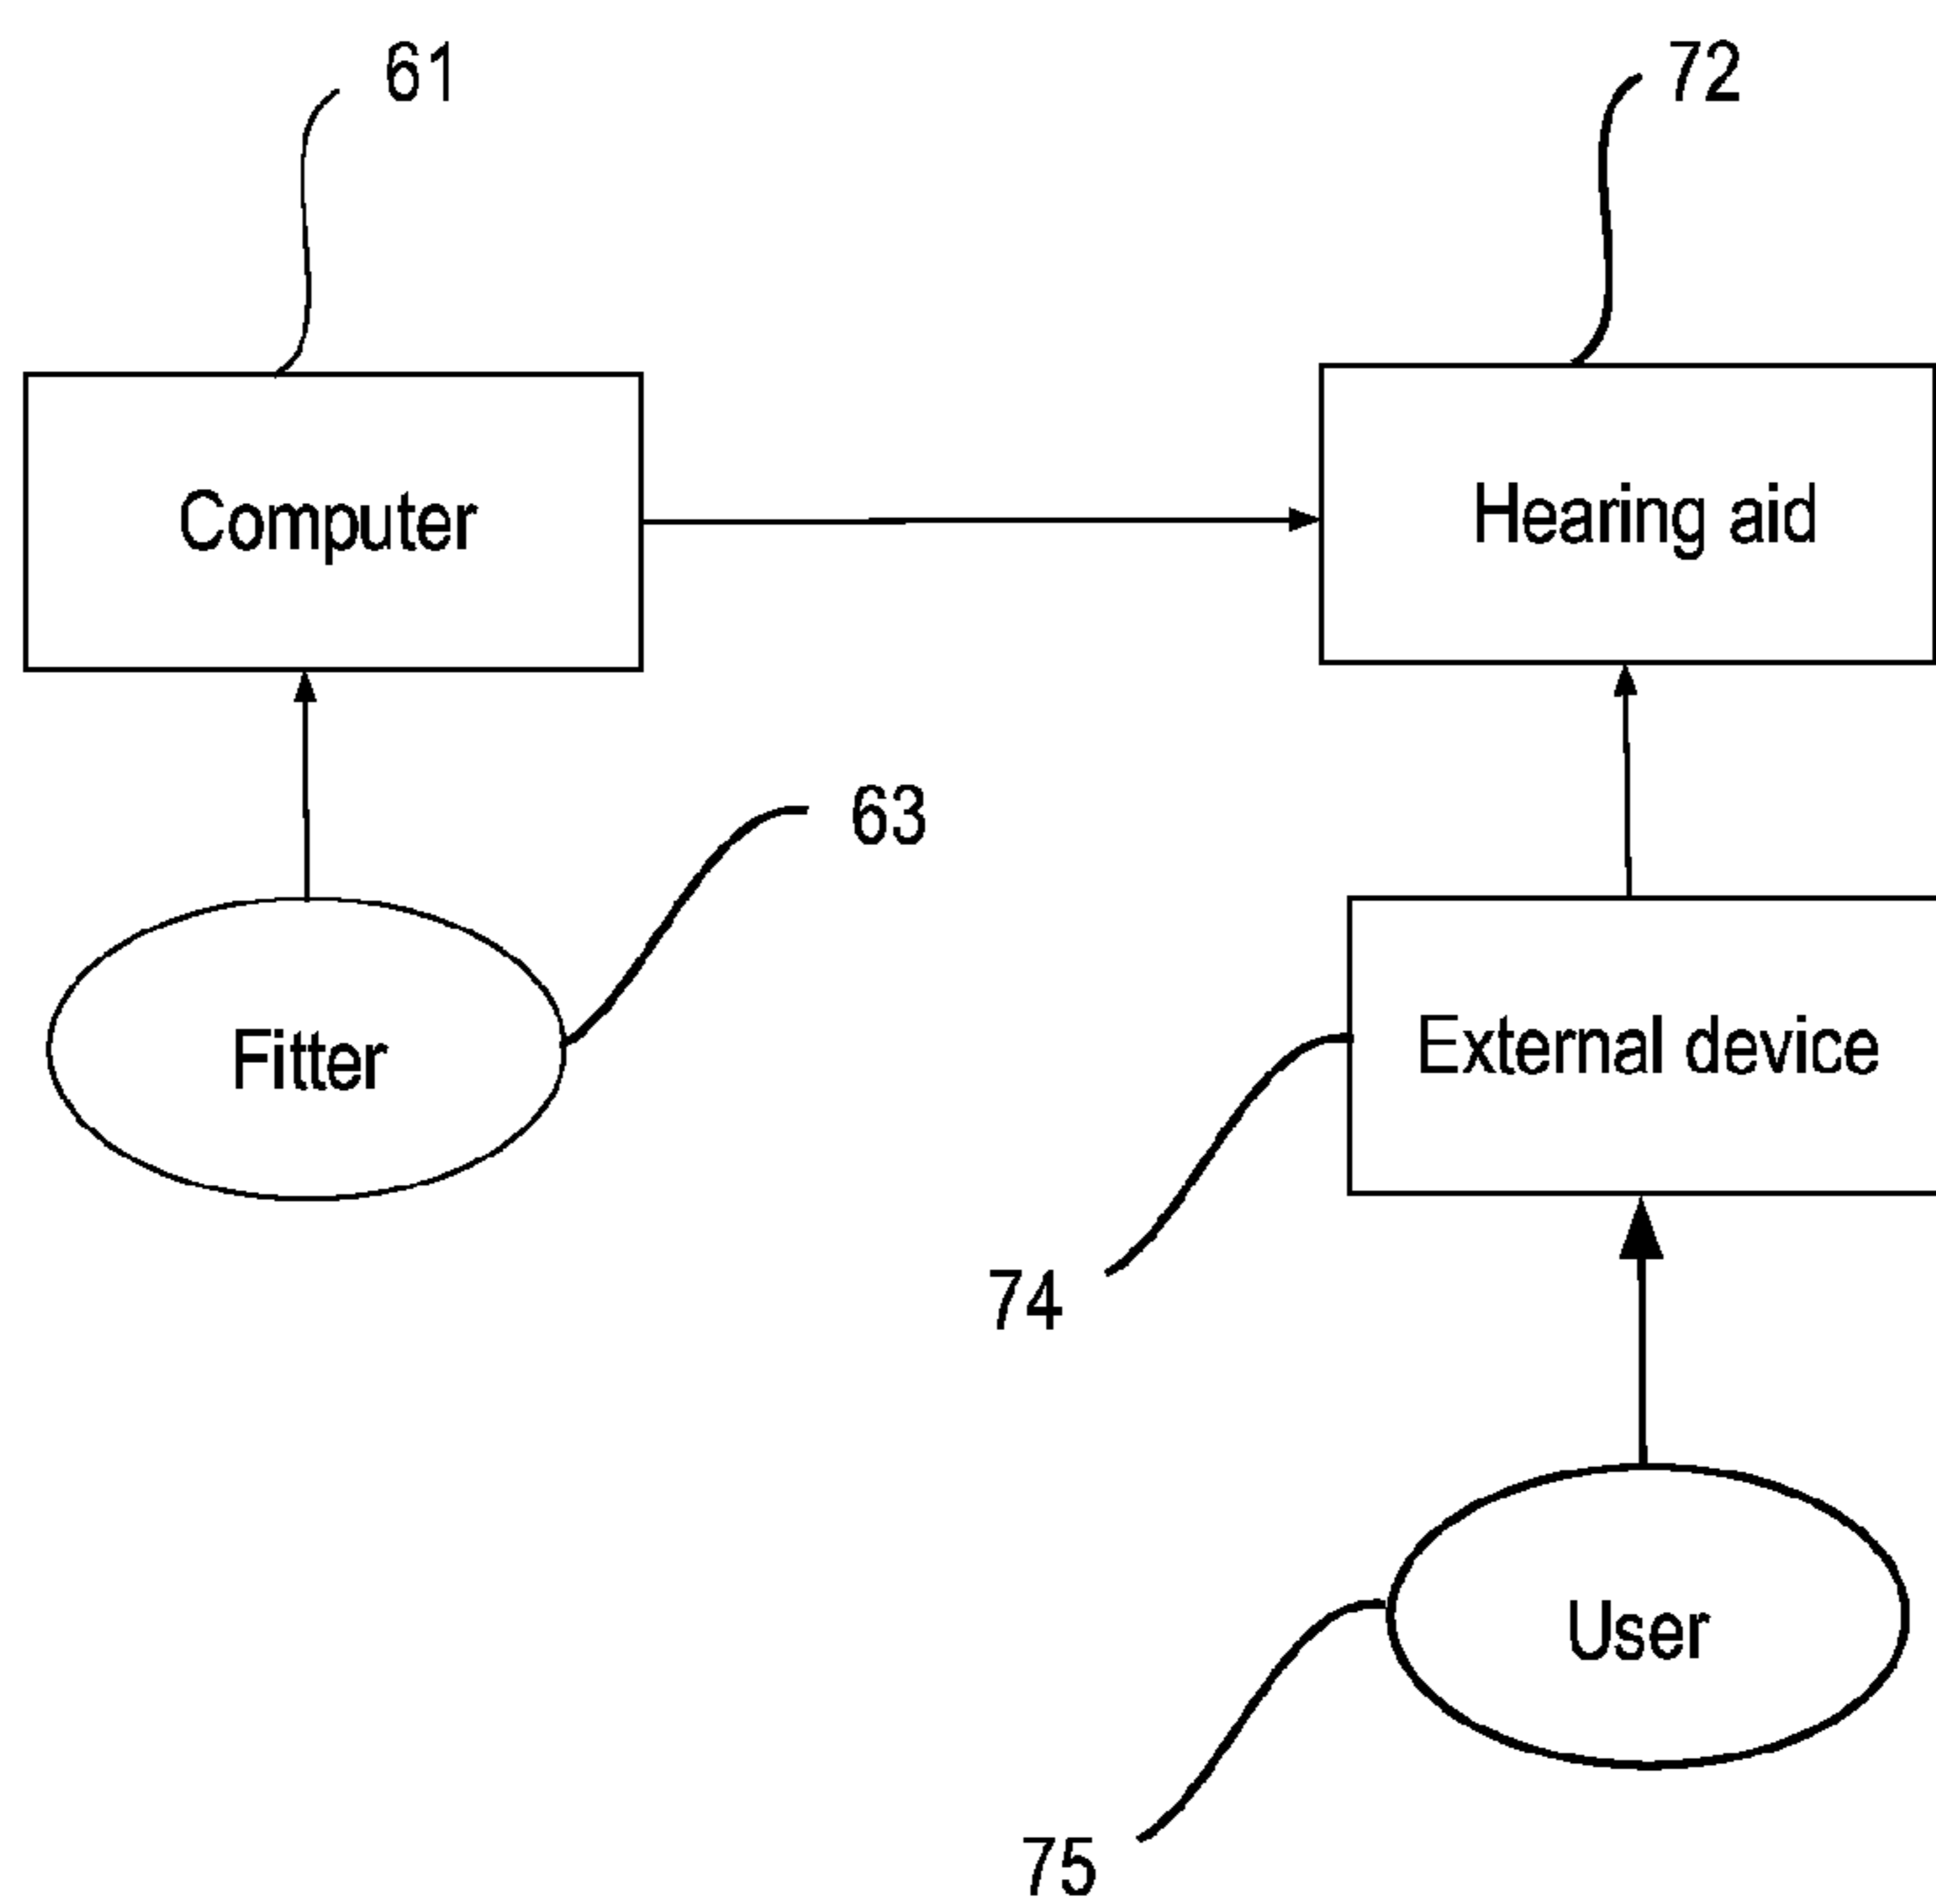 61
72
Computer
Hearing aid
63
Fitter
External device
74
User
75